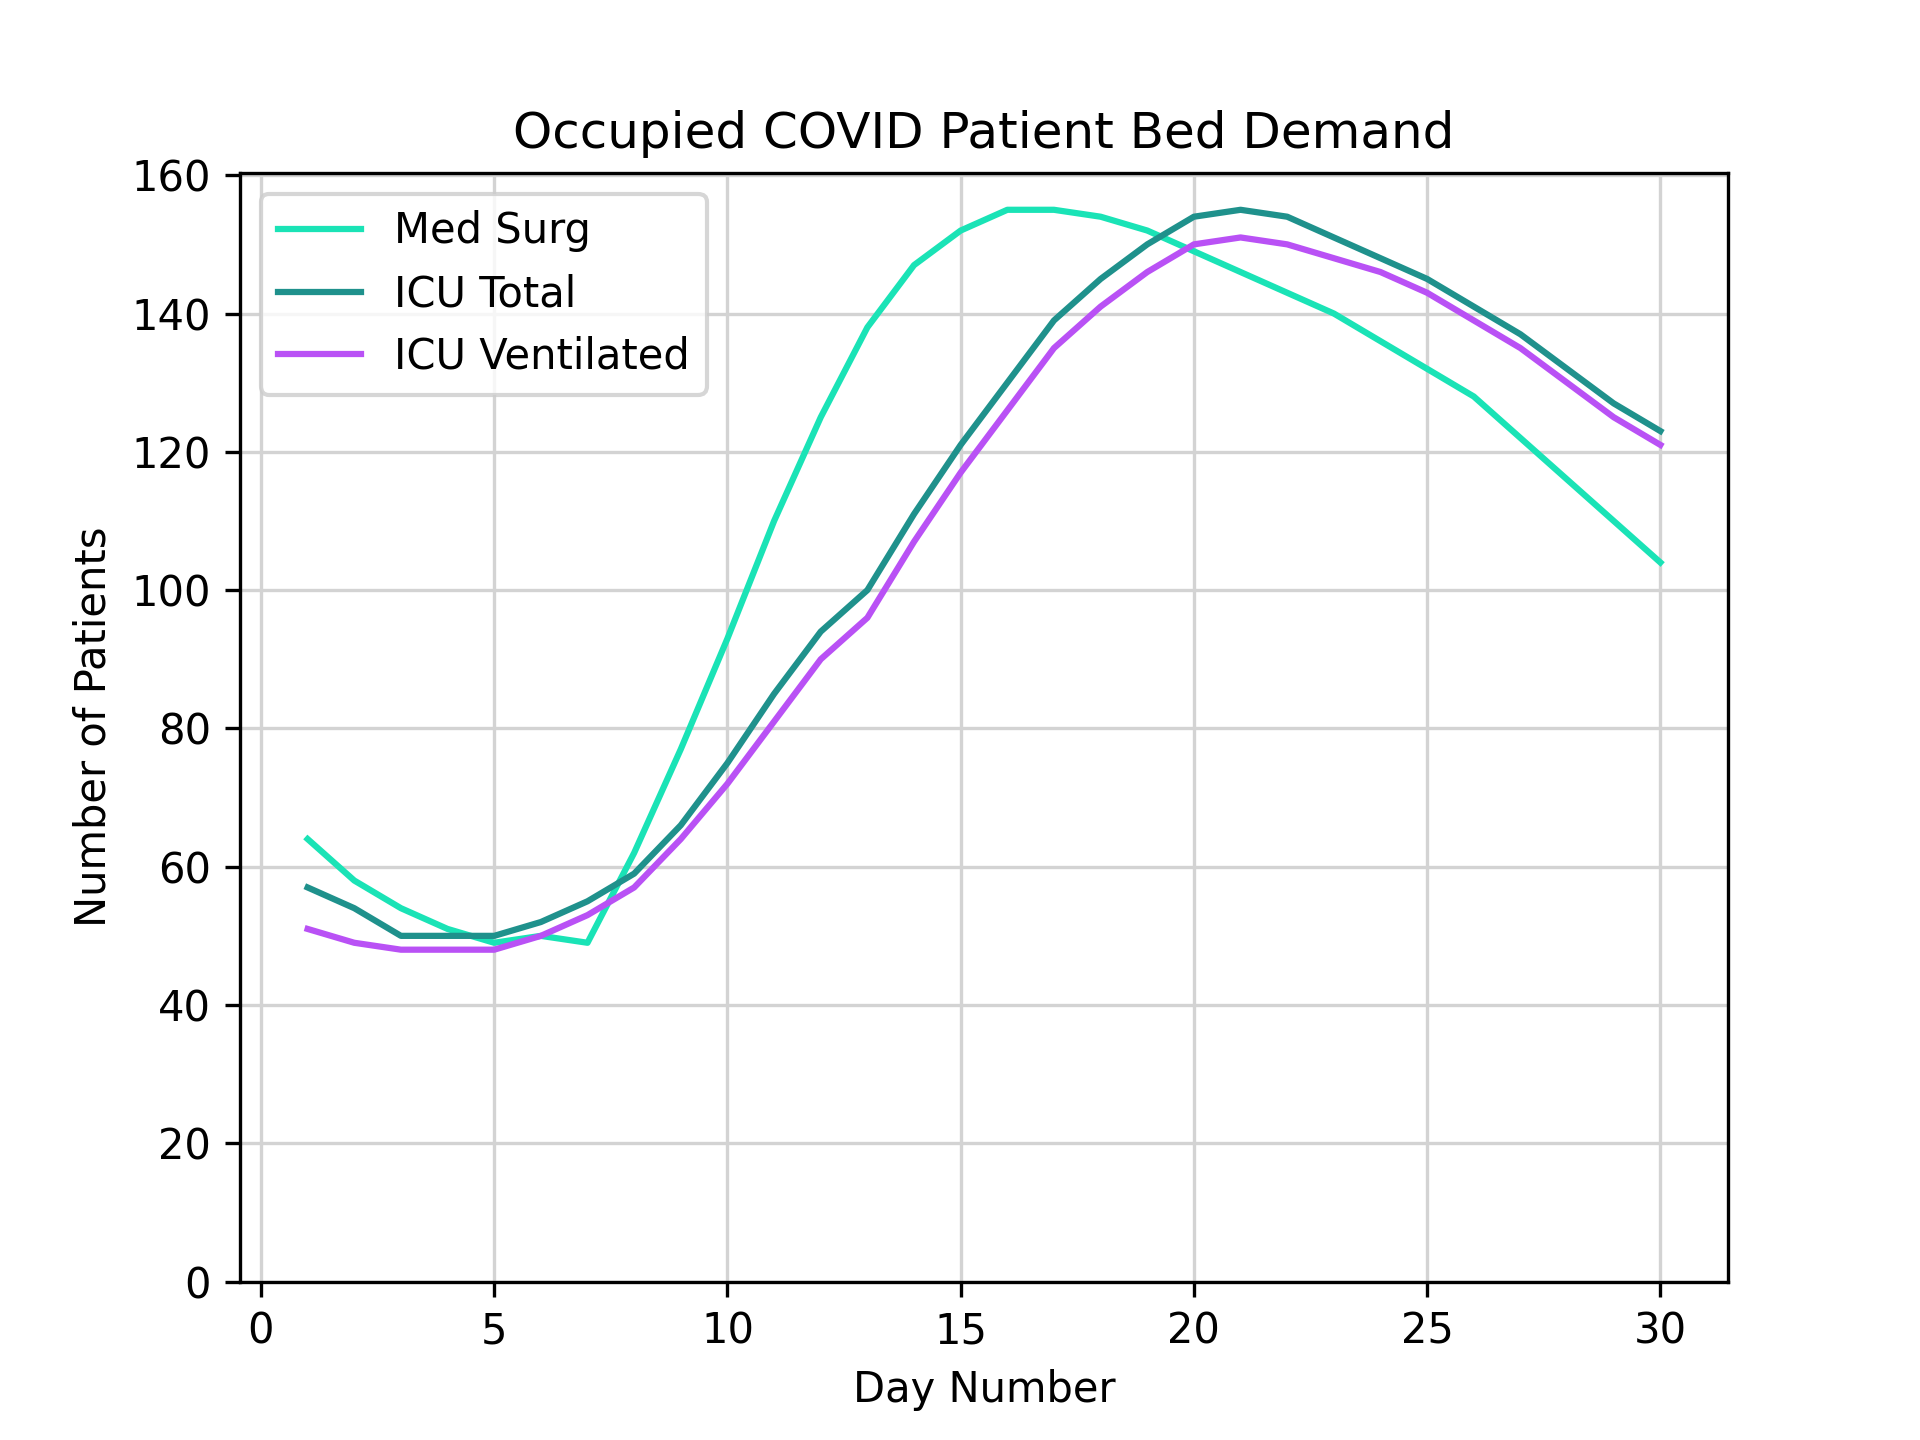 Occupied COVID Patient Bed Demand
160
140
120
100
80
60
40
20
0
Number of Patients
Med Surg
ICU Total
ICU Ventilated
0 5 10 15 20 25 30
Day Number